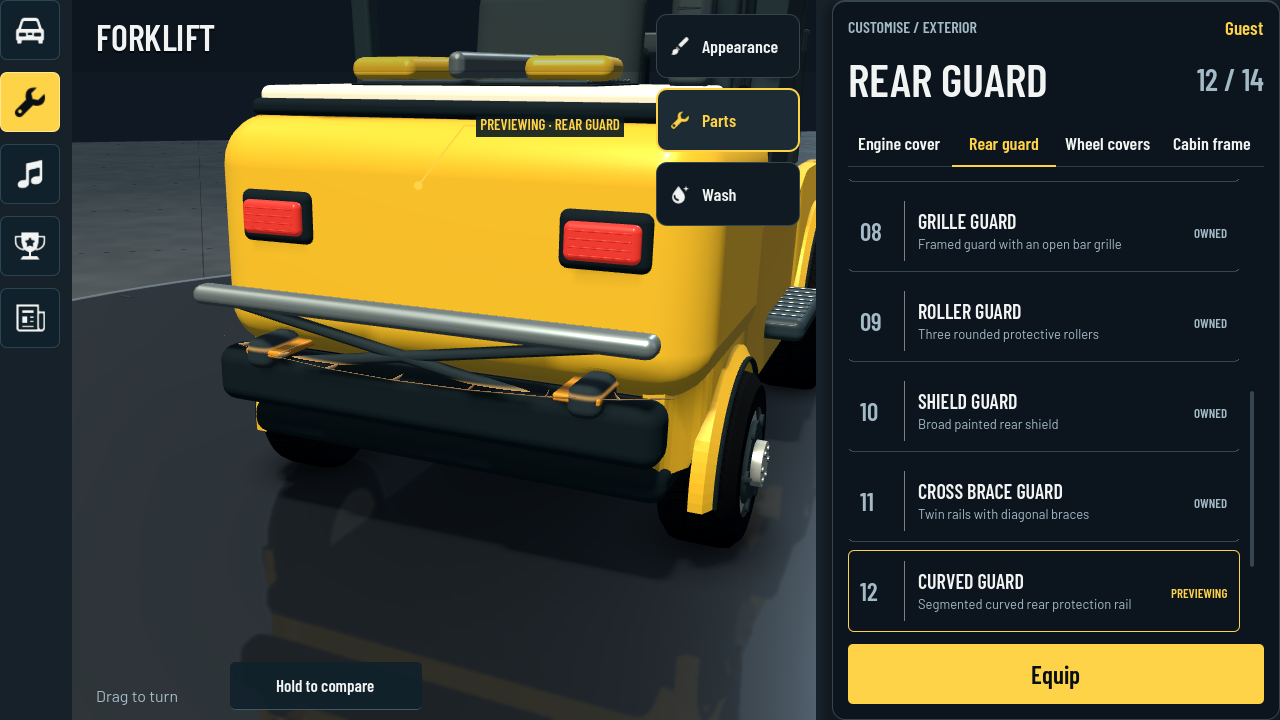 FORKLIFT
PREVIEWING · REAR GUARD
Appearance
Parts
Wash
Drag to turn
Hold to compare
CUSTOMISE / EXTERIOR
Guest
REAR GUARD
12 / 14
Engine cover
Rear guard
Wheel covers
Cabin frame
08
GRILLE GUARD
Framed guard with an open bar grille
OWNED
09
ROLLER GUARD
Three rounded protective rollers
OWNED
10
SHIELD GUARD
Broad painted rear shield
OWNED
11
CROSS BRACE GUARD
Twin rails with diagonal braces
OWNED
12
CURVED GUARD
Segmented curved rear protection rail
PREVIEWING
Equip